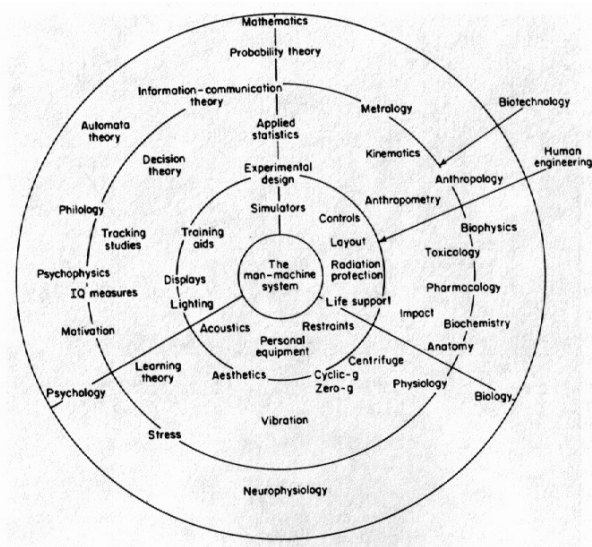 Mathematics
Probability theory
Information-communication
theory
Metrology
Biotechnology
Automata
theory
Applied
statistics
Decision
theory
Kinematics
Human
engineering
Experimental
design
Anthropology
Simulators
Anthropometry
Philology
Controls
Tracking
studies
Training
aids
Biophysics
Layout
Toxicology
The
man-machine
system
Radiation
protection
Psychophysics
Displays
Pharmacology
IQ measures
Lighting
Life support
Impact
Motivation
Acoustics
Restraints
Biochemistry
Personal
equipment
Anatomy
Learning
theory
Centrifuge
Aesthetics
Cyclic-g
Zero-g
Physiology
Psychology
Biology
Vibration
Stress
Neurophysiology